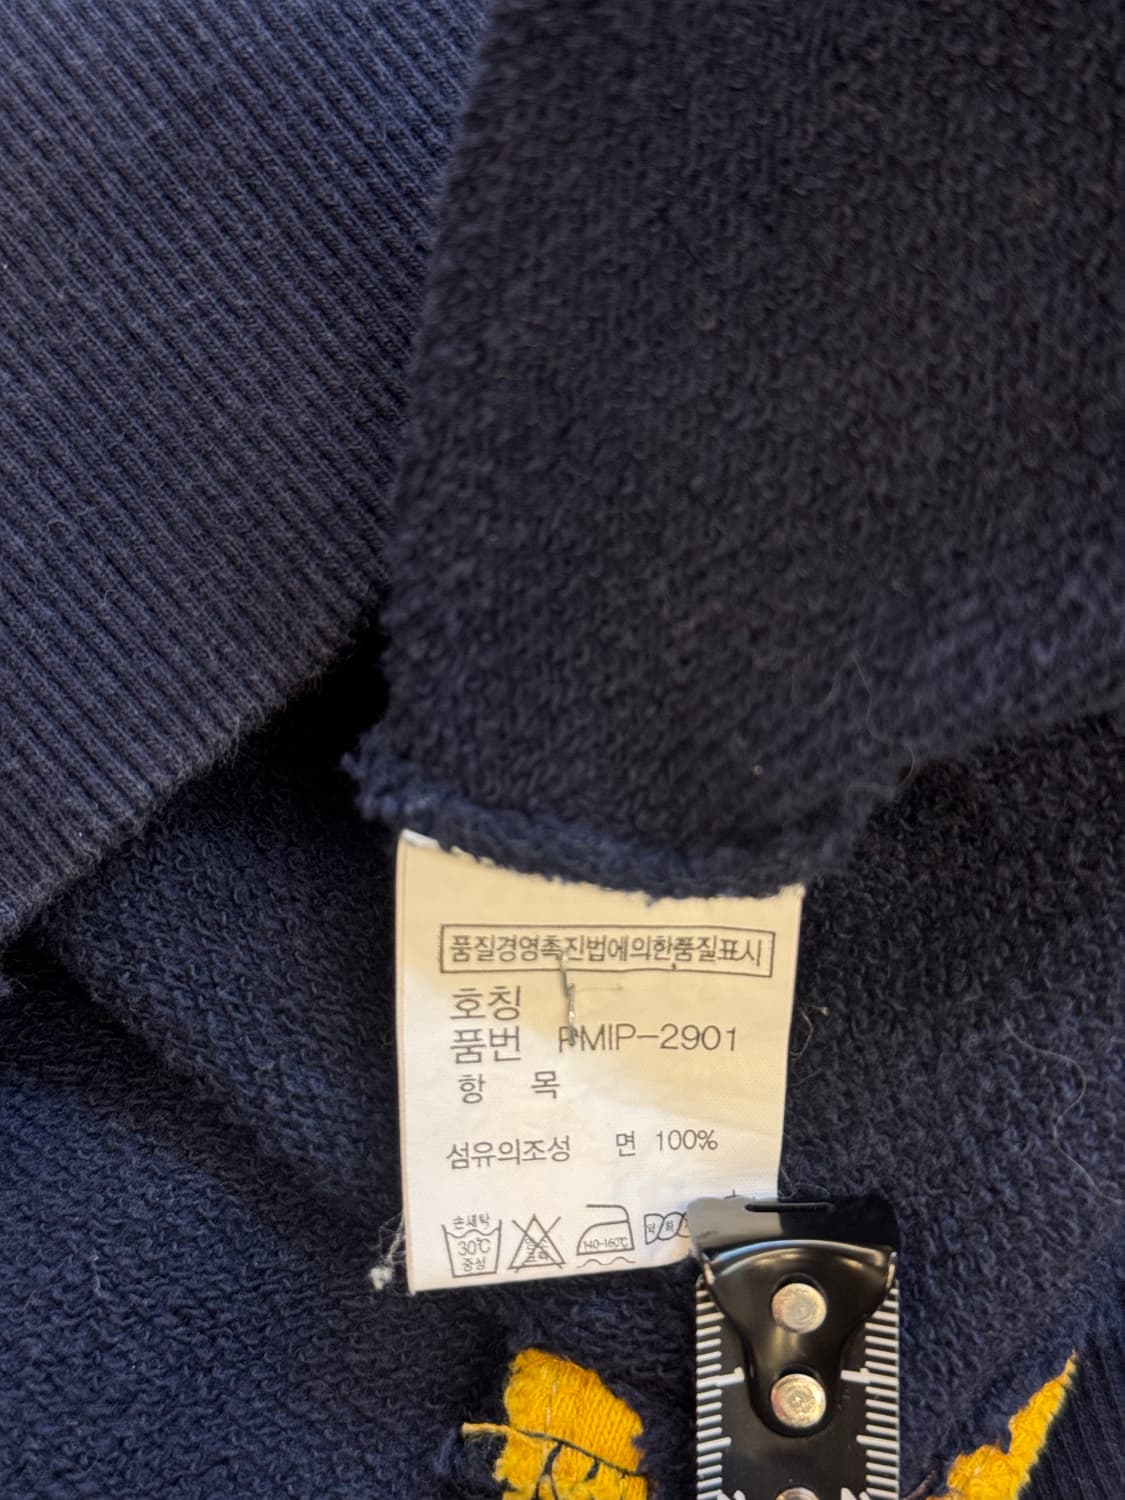 품질경영촉진법에의한품질표시
호칭
품번 PMIP-2901
항 목
섬유의조성 면 100%
손세탁
30℃
중성
140-160℃